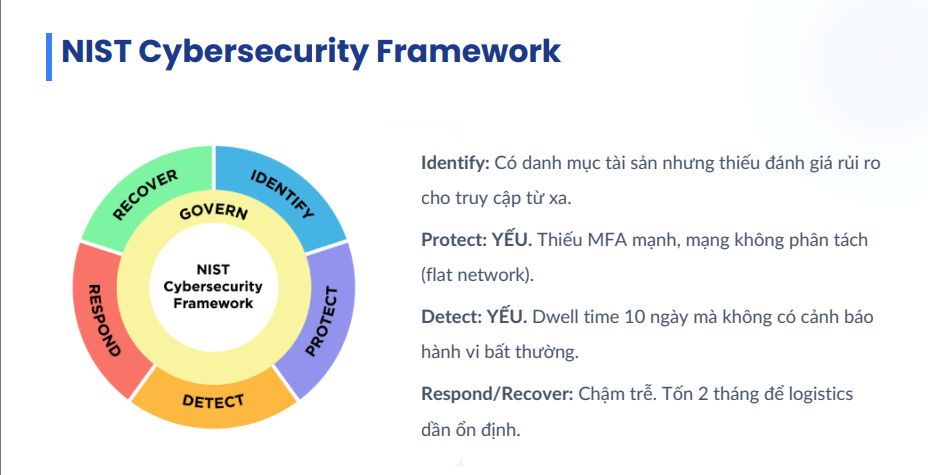 NIST Cybersecurity Framework
RECOVER
IDENTIFY
GOVERN
NIST
Cybersecurity
Framework
RESPOND
PROTECT
DETECT
Identify: Có danh mục tài sản nhưng thiếu đánh giá rủi ro
cho truy cập từ xa.
Protect: YẾU. Thiếu MFA mạnh, mạng không phân tách
(flat network).
Detect: YẾU. Dwell time 10 ngày mà không có cảnh báo
hành vi bất thường.
Respond/Recover: Chậm trễ. Tốn 2 tháng để logistics
dần ổn định.